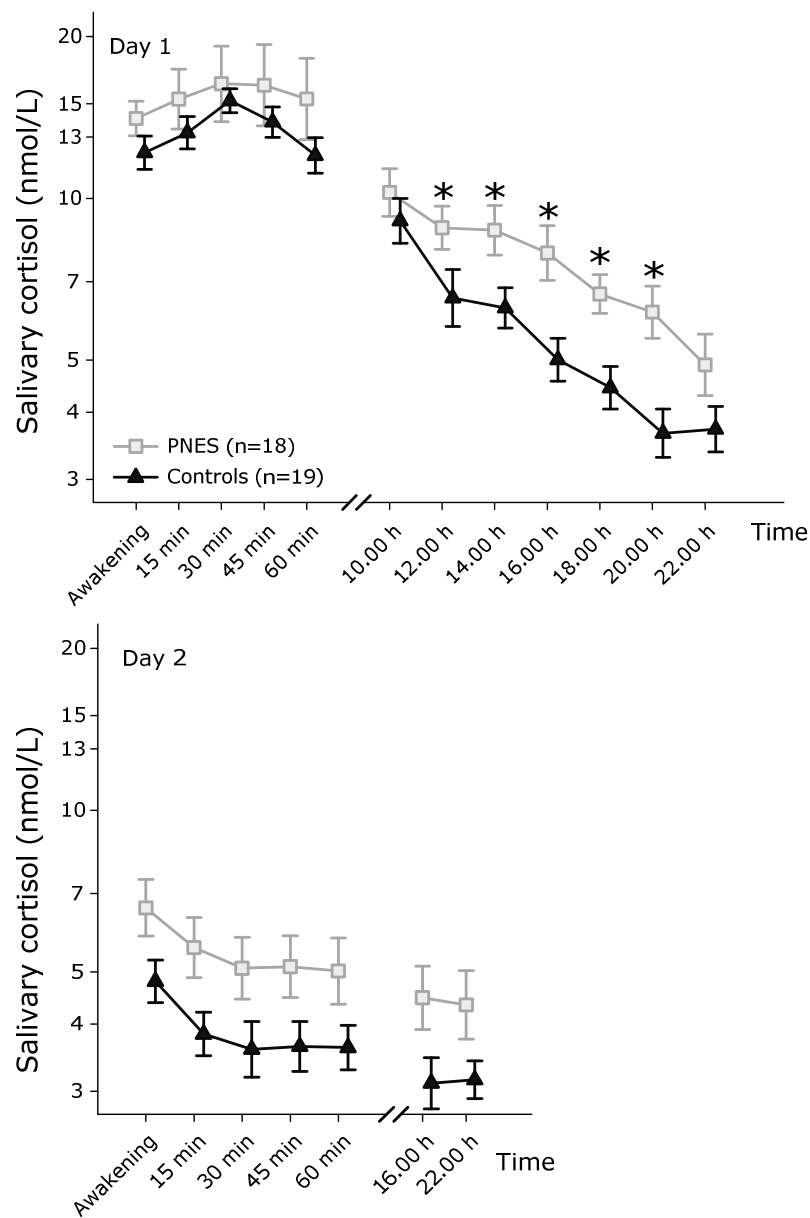 20
Day 1
15
13
10
7
5
4
3
Salivary cortisol (nmol/L)
* * * * *
PNES (n=18)
Controls (n=19)
Awakening
15 min
30 min
45 min
60 min
10.00 h
12.00 h
14.00 h
16.00 h
18.00 h
20.00 h
22.00 h
Time
20
Day 2
15
13
10
7
5
4
3
Salivary cortisol (nmol/L)
Awakening
15 min
30 min
45 min
60 min
16.00 h
22.00 h
Time